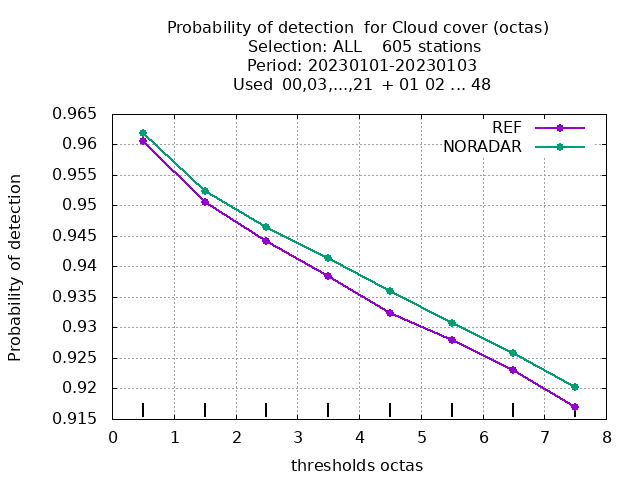 Probability of detection  for Cloud cover (octas)
Selection: ALL    605 stations
Period: 20230101-20230103
Used  00,03,...,21  + 01 02 ... 48
REF
NORADAR
Probability of detection
0.965
0.96
0.955
0.95
0.945
0.94
0.935
0.93
0.925
0.92
0.915
0 1 2 3 4 5 6 7 8
thresholds octas